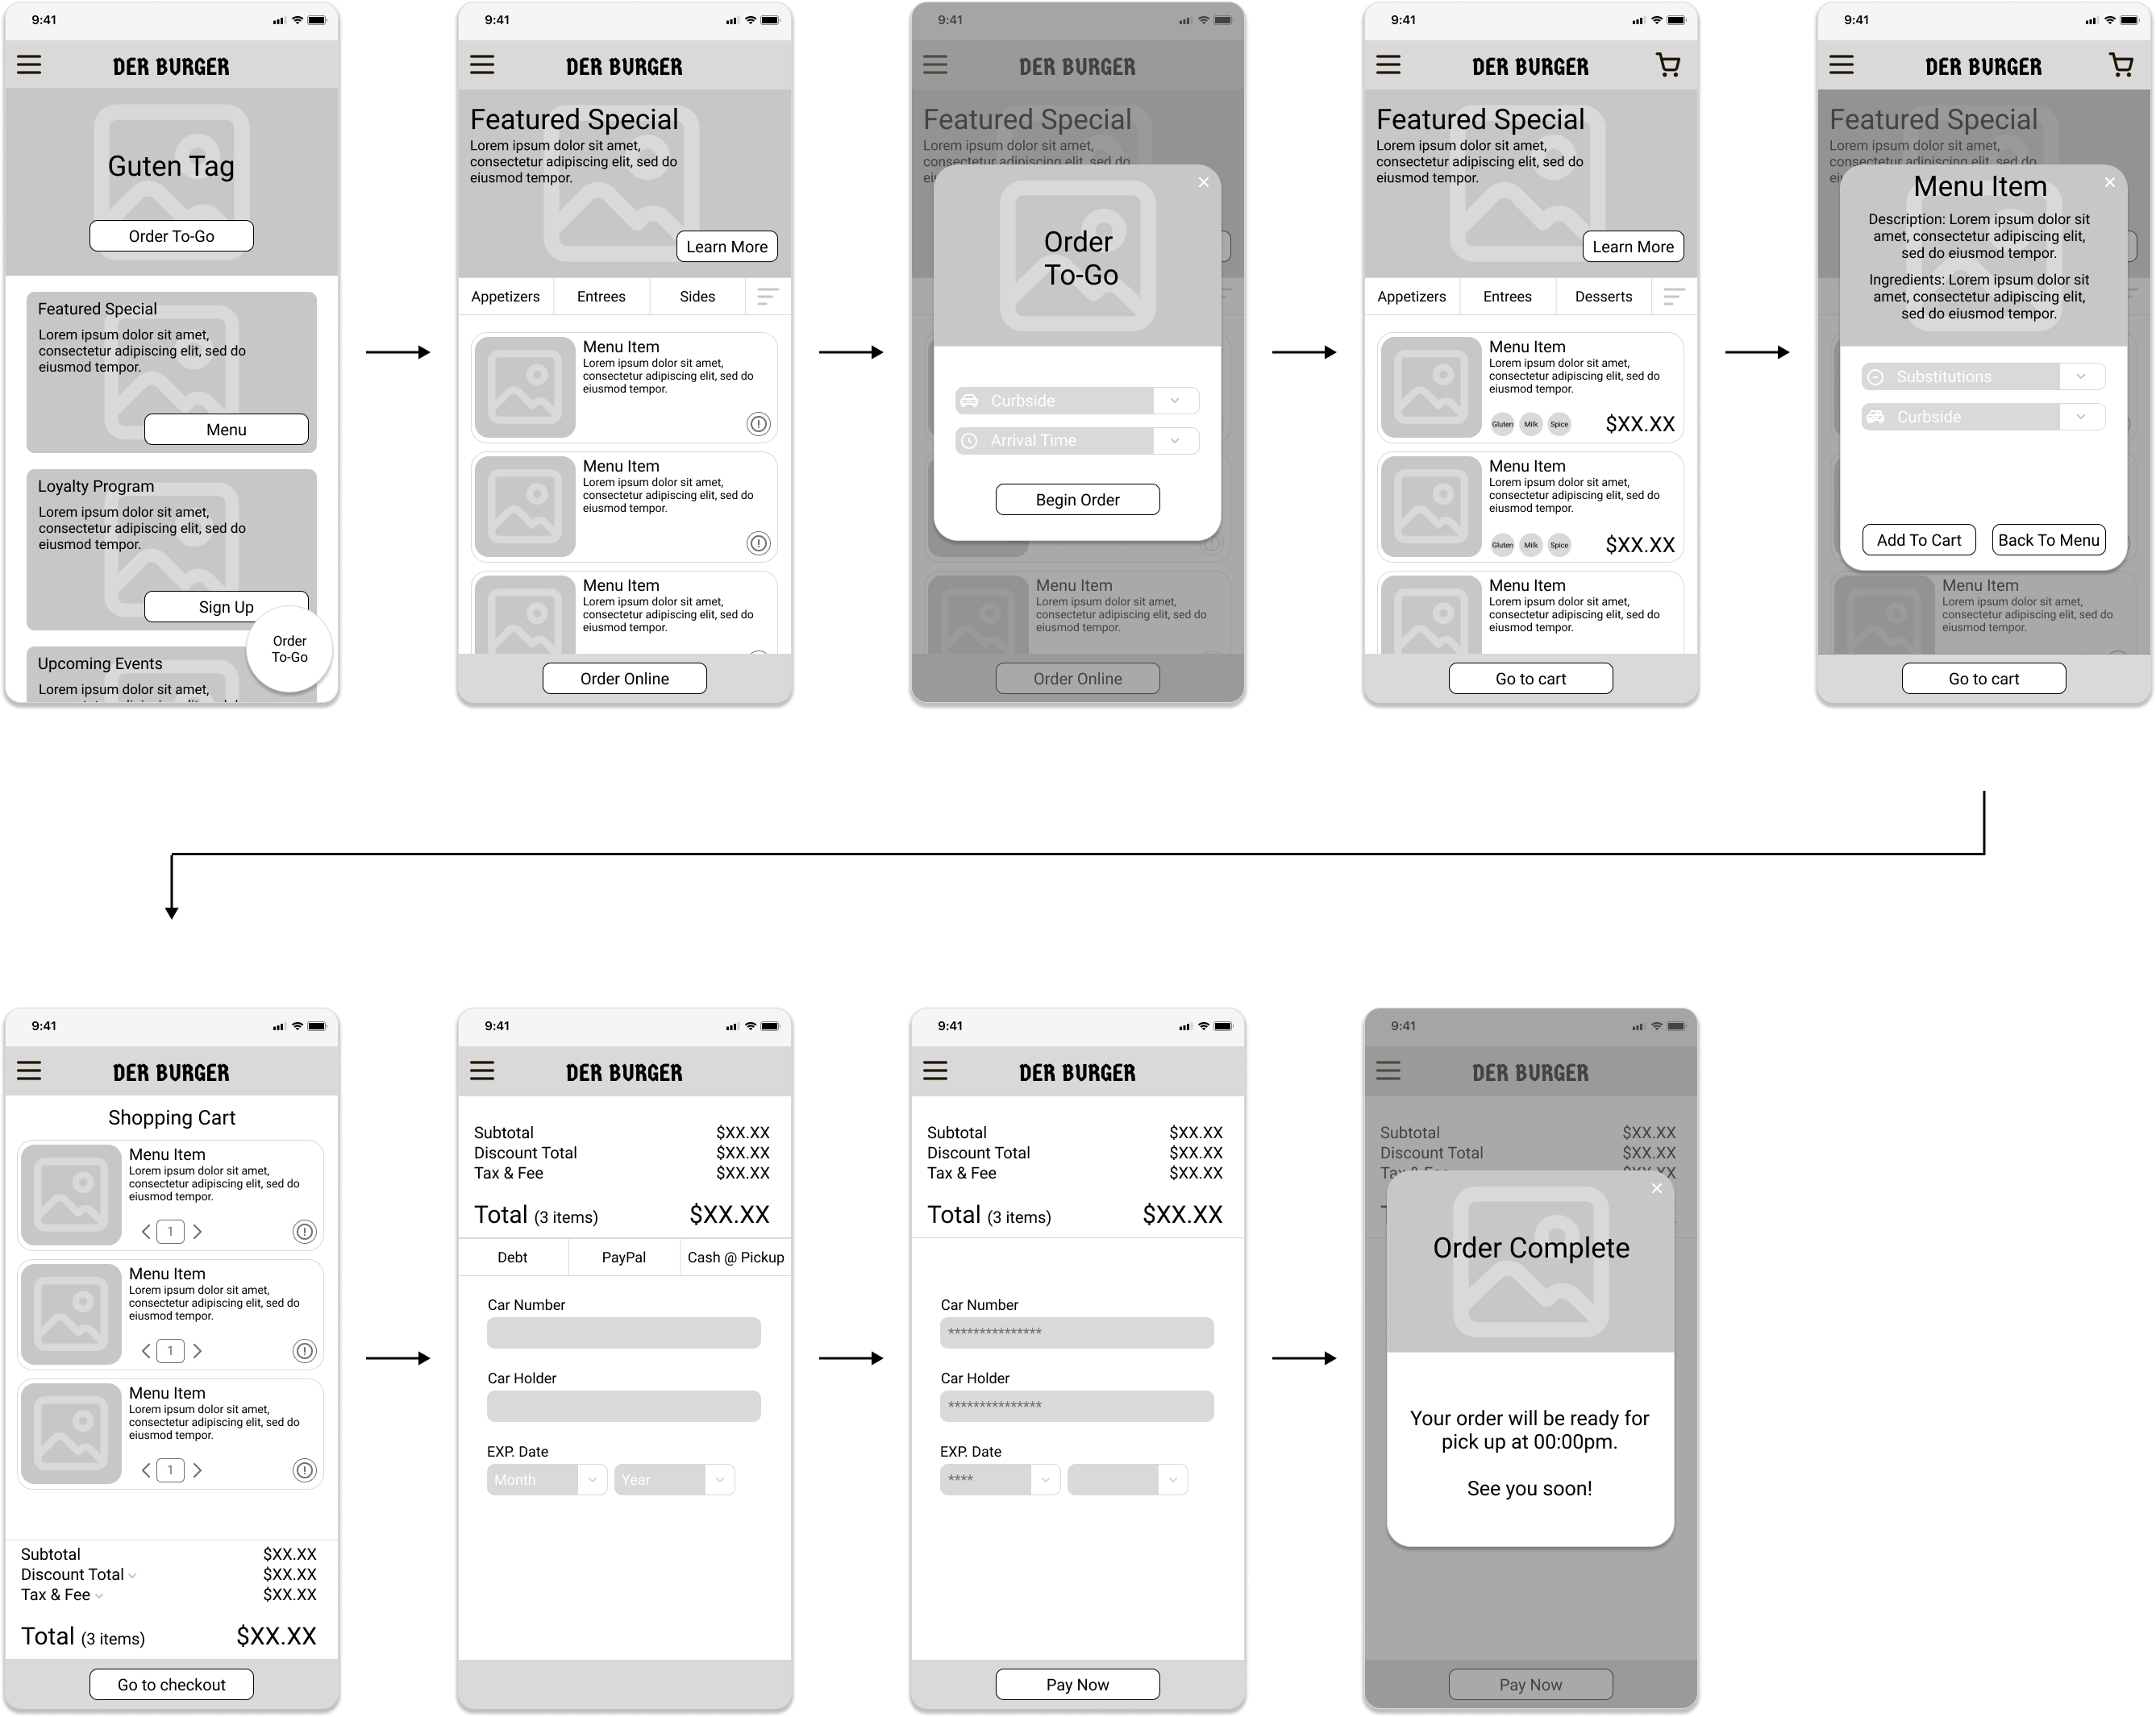 9:41
DER BURGER
Guten Tag
Order To-Go
Featured Special
Lorem ipsum dolor sit amet,
consectetur adipiscing elit, sed do
eiusmod tempor.
Menu
Loyalty Program
Lorem ipsum dolor sit amet,
consectetur adipiscing elit, sed do
eiusmod tempor.
Sign Up
Order
To-Go
Upcoming Events
Lorem ipsum dolor sit amet,
9:41
DER BURGER
Featured Special
Lorem ipsum dolor sit amet,
consectetur adipiscing elit, sed do
eiusmod tempor.
Learn More
Appetizers Entrees Sides
Menu Item
Lorem ipsum dolor sit amet,
consectetur adipiscing elit, sed do
eiusmod tempor.
Menu Item
Lorem ipsum dolor sit amet,
consectetur adipiscing elit, sed do
eiusmod tempor.
Menu Item
Lorem ipsum dolor sit amet,
consectetur adipiscing elit, sed do
eiusmod tempor.
Order Online
9:41
DER BURGER
Featured Special
Lorem ipsum dolor sit amet,
consectetur adipiscing elit, sed do
Order
To-Go
Curbside
Arrival Time
Begin Order
Menu Item
Lorem ipsum dolor sit amet,
consectetur adipiscing elit, sed do
eiusmod tempor.
Order Online
9:41
DER BURGER
Featured Special
Lorem ipsum dolor sit amet,
consectetur adipiscing elit, sed do
eiusmod tempor.
Learn More
Appetizers Entrees Desserts
Menu Item
Lorem ipsum dolor sit amet,
consectetur adipiscing elit, sed do
eiusmod tempor.
Gluten Milk Spice $XX.XX
Menu Item
Lorem ipsum dolor sit amet,
consectetur adipiscing elit, sed do
eiusmod tempor.
Gluten Milk Spice $XX.XX
Menu Item
Lorem ipsum dolor sit amet,
consectetur adipiscing elit, sed do
eiusmod tempor.
Go to cart
9:41
DER BURGER
Featured Special
Lorem ipsum dolor sit amet,
consectetur adipiscing elit, sed do
Menu Item
Description: Lorem ipsum dolor sit
amet, consectetur adipiscing elit,
sed do eiusmod tempor.
Ingredients: Lorem ipsum dolor sit
amet, consectetur adipiscing elit,
sed do eiusmod tempor.
Substitutions
Curbside
Add To Cart Back To Menu
Menu Item
Lorem ipsum dolor sit amet,
consectetur adipiscing elit, sed do
eiusmod tempor.
Go to cart
9:41
DER BURGER
Shopping Cart
Menu Item
Lorem ipsum dolor sit amet,
consectetur adipiscing elit, sed do
eiusmod tempor.
1
Menu Item
Lorem ipsum dolor sit amet,
consectetur adipiscing elit, sed do
eiusmod tempor.
1
Menu Item
Lorem ipsum dolor sit amet,
consectetur adipiscing elit, sed do
eiusmod tempor.
1
Subtotal $XX.XX
Discount Total $XX.XX
Tax & Fee $XX.XX
Total (3 items) $XX.XX
Go to checkout
9:41
DER BURGER
Subtotal $XX.XX
Discount Total $XX.XX
Tax & Fee $XX.XX
Total (3 items) $XX.XX
Debt PayPal Cash @ Pickup
Car Number
Car Holder
EXP. Date
Month Year
9:41
DER BURGER
Subtotal $XX.XX
Discount Total $XX.XX
Tax & Fee $XX.XX
Total (3 items) $XX.XX
Car Number
***************
Car Holder
***************
EXP. Date
****
Pay Now
9:41
DER BURGER
Subtotal $XX.XX
Discount Total $XX.XX
Tax & Fee $XX.XX
Order Complete
Your order will be ready for
pick up at 00:00pm.
See you soon!
Pay Now